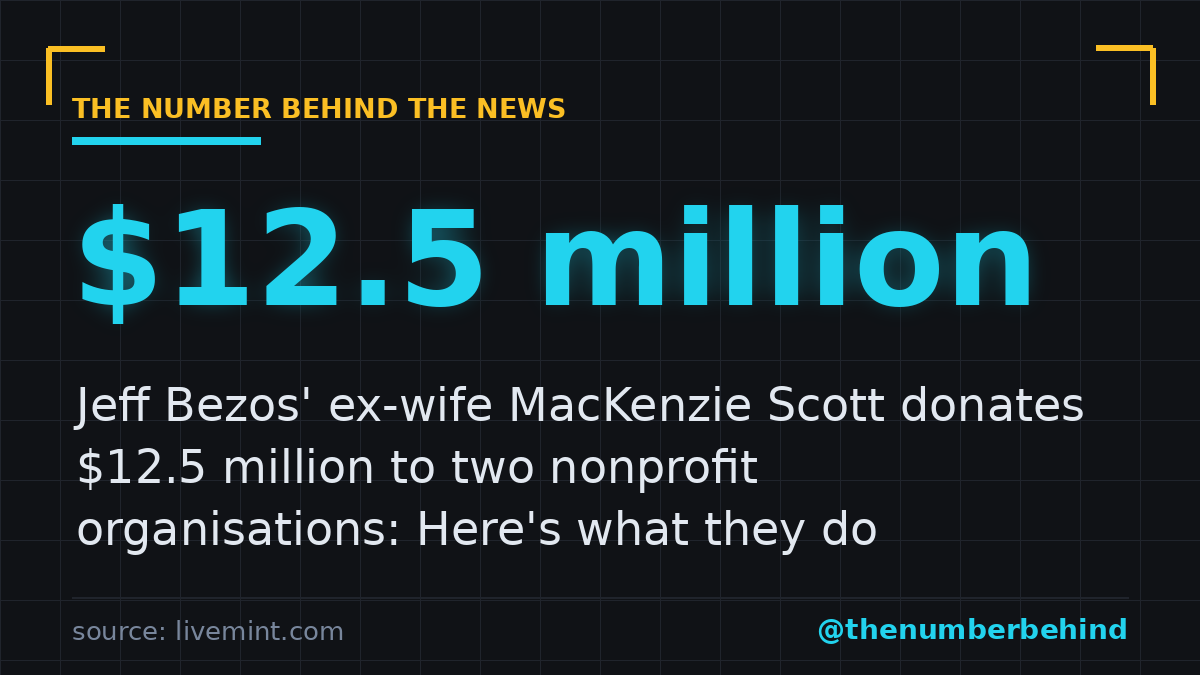 THE NUMBER BEHIND THE NEWS
$12.5 million
Jeff Bezos' ex-wife MacKenzie Scott donates
$12.5 million to two nonprofit
organisations: Here's what they do
source: livemint.com
@thenumberbehind